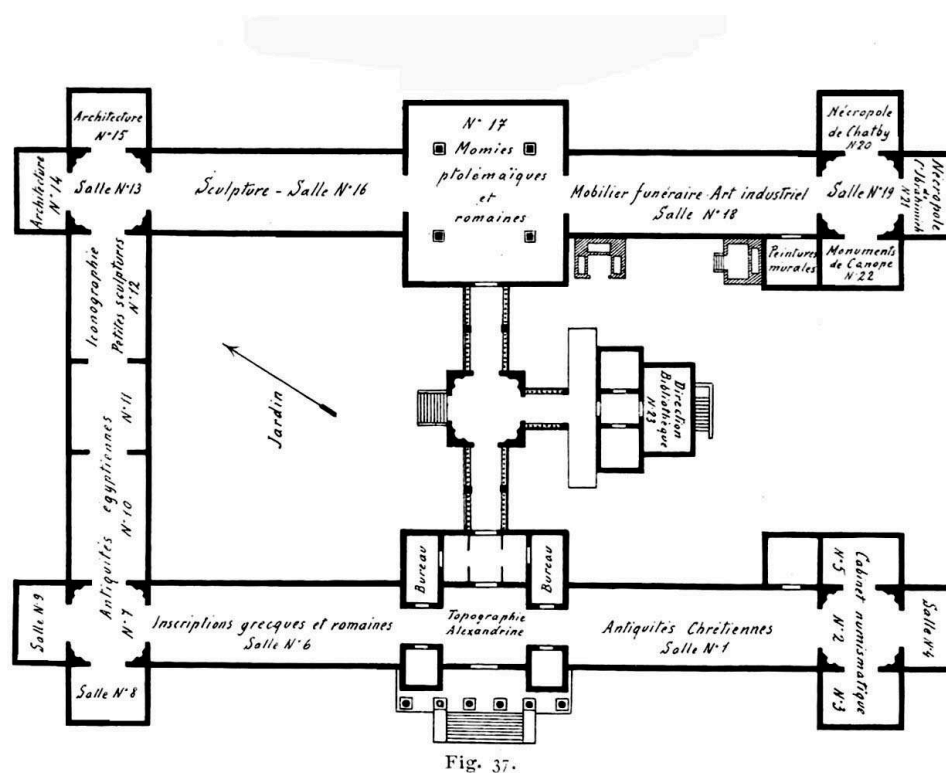 Architecture
N° 15
Architecture
N° 14
Salle N° 13
Sculpture - Salle N° 16
N° 17
Momies
ptolémaïques
et
romaines
Mobilier funéraire Art industriel
Salle N° 18
Nécropole
de Chatby
N° 20
Salle N° 19
N° 21
Nécropole
d'Ibrahimieh
Peintures
murales
Monuments
de Canope
N° 22
Iconographie
Petites sculptures
N° 12
N° 11
Antiquités egyptiennes
N° 10
Jardin
Direction
Bibliothèque
N° 23
Bureau
Bureau
Salle N° 9
N° 7
Salle N° 8
Inscriptions grecques et romaines
Salle N° 6
Topographie
Alexandrine
Antiquités Chrétiennes
Salle N° 1
N° 5
Cabinet numismatique
N° 2
N° 3
Salle N° 4
Fig. 37.